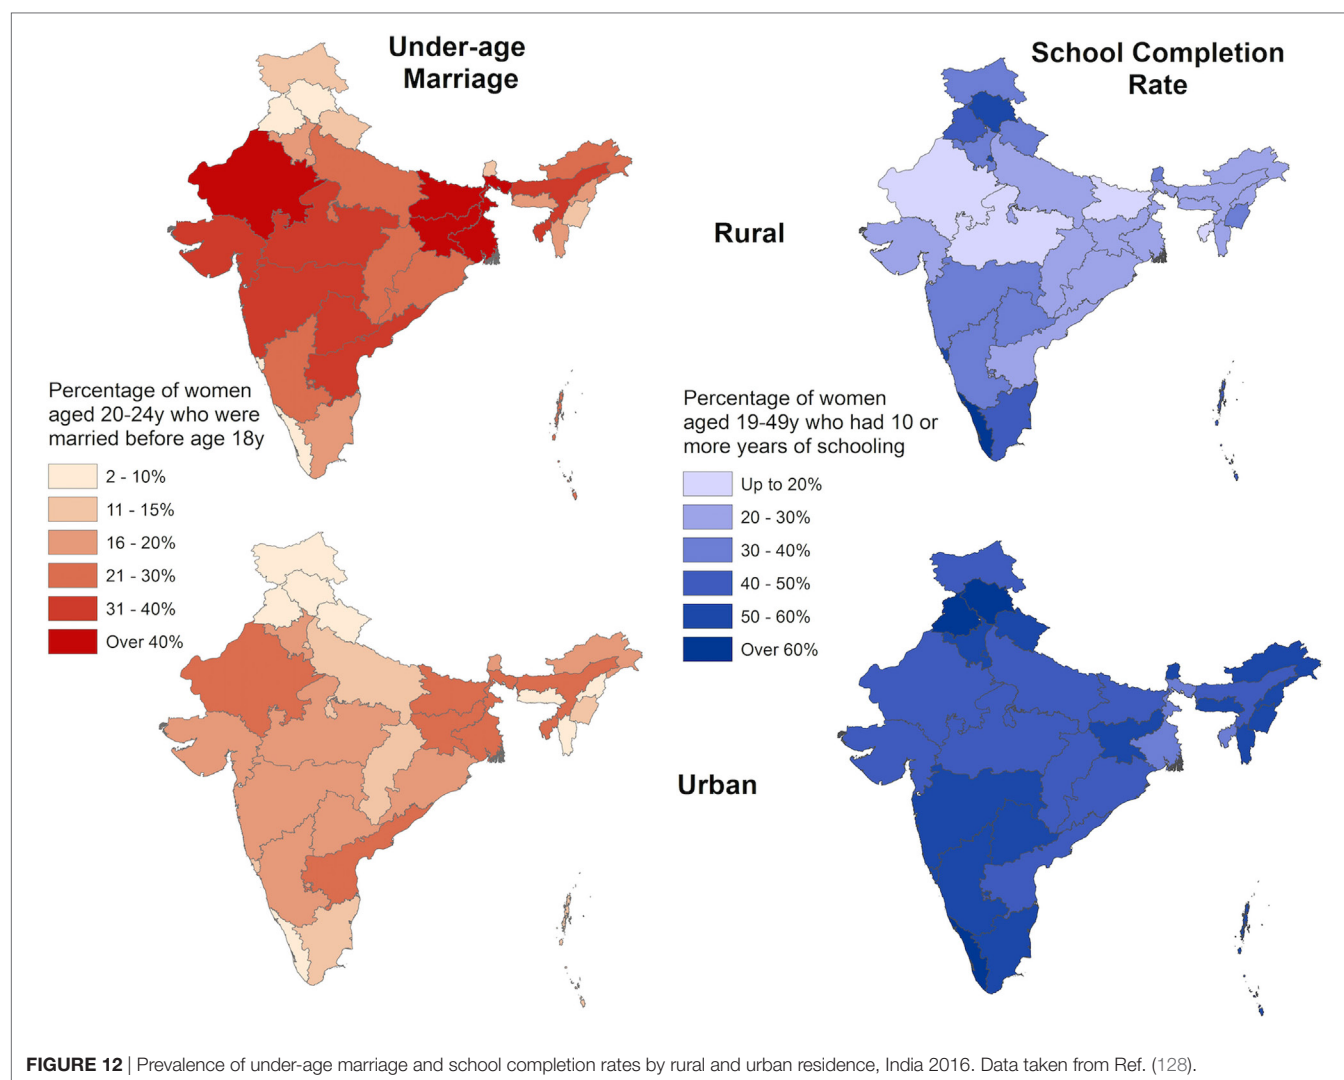 Under-age
Marriage
School Completion
Rate
Rural
Percentage of women
aged 20-24y who were
married before age 18y
2 - 10%
11 - 15%
16 - 20%
21 - 30%
31 - 40%
Over 40%
Percentage of women
aged 19-49y who had 10 or
more years of schooling
Up to 20%
20 - 30%
30 - 40%
40 - 50%
50 - 60%
Over 60%
Urban
FIGURE 12 | Prevalence of under-age marriage and school completion rates by rural and urban residence, India 2016. Data taken from Ref. (128).